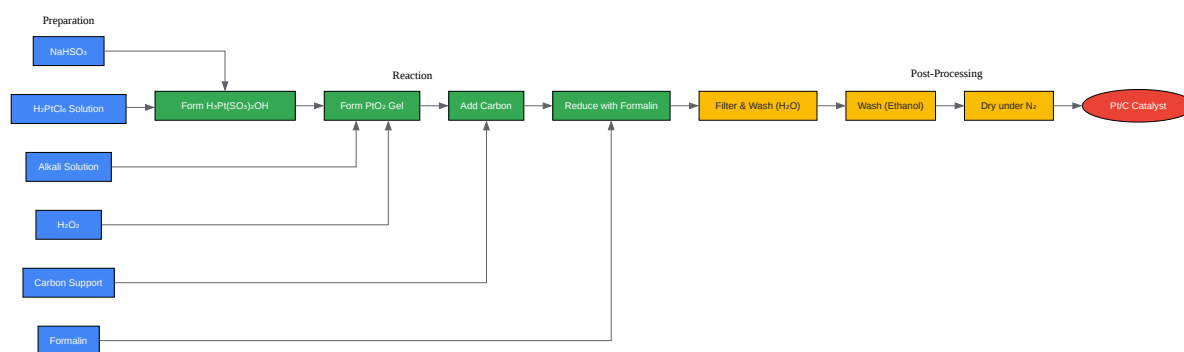 Preparation
NaHSO₃
H₂PtCl₆ Solution
Alkali Solution
H₂O₂
Carbon Support
Formalin
Reaction
Form H₃Pt(SO₃)₂OH
Form PtO₂ Gel
Add Carbon
Reduce with Formalin
Post-Processing
Filter & Wash (H₂O)
Wash (Ethanol)
Dry under N₂
Pt/C Catalyst